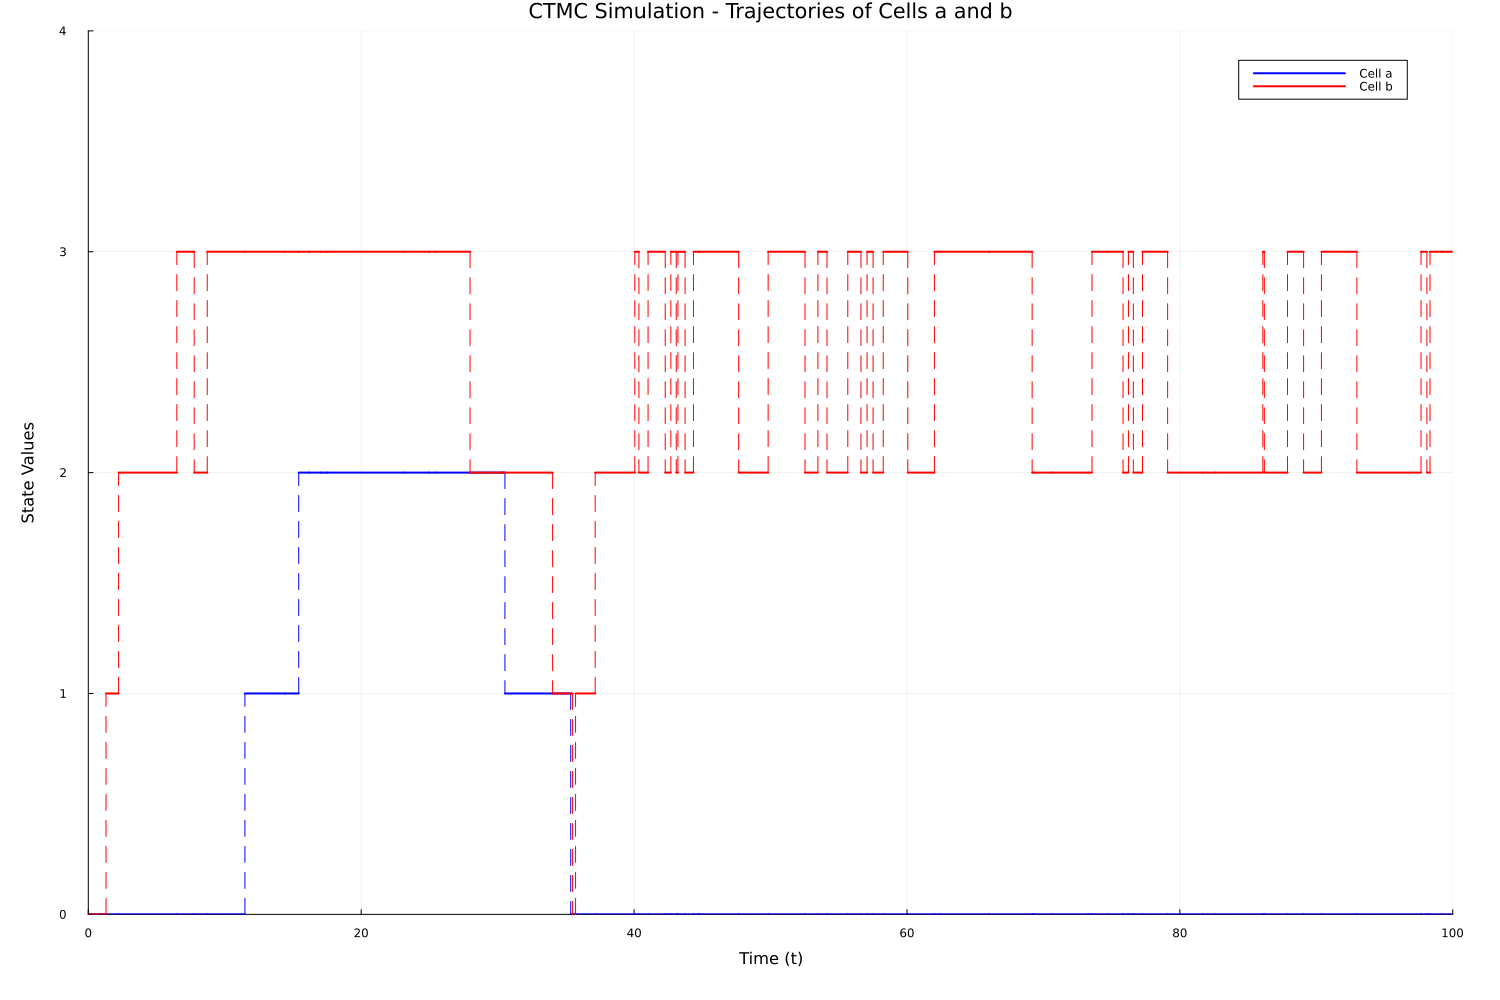 CTMC Simulation - Trajectories of Cells a and b
4
Cell a
Cell b
3
2
State Values
1
0
0 20 40 60 80 100
Time (t)